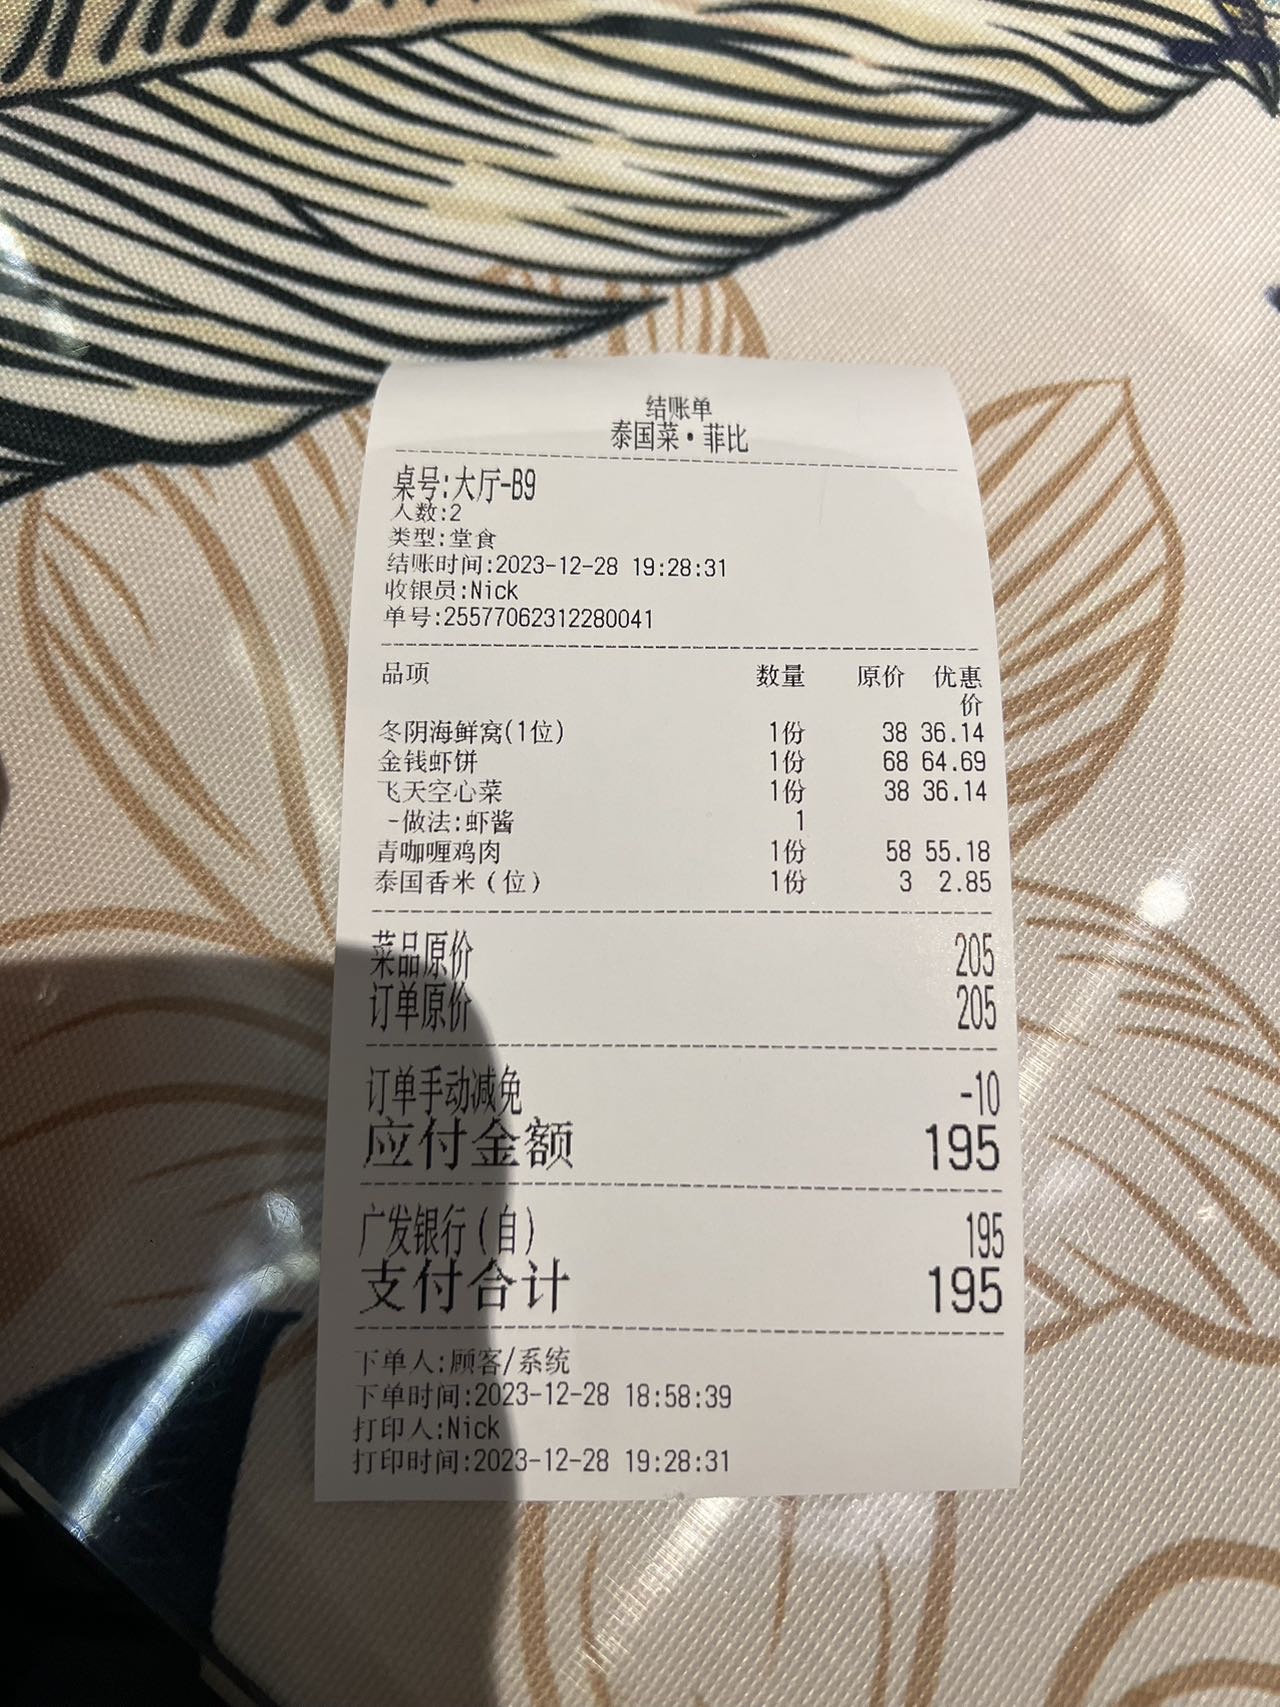 结账单
泰国菜·菲比
桌号:大厅-B9
人数:2
类型:堂食
结账时间:2023-12-28 19:28:31
收银员:Nick
单号:25577062312280041
品项 数量 原价 优惠价
冬阴海鲜窝(1位) 1份 38 36.14
金钱虾饼 1份 68 64.69
飞天空心菜 1份 38 36.14
-做法:虾酱 1
青咖喱鸡肉 1份 58 55.18
泰国香米(位) 1份 3 2.85
菜品原价 205
订单原价 205
订单手动减免 -10
应付金额 195
广发银行(自) 195
支付合计 195
下单人:顾客/系统
下单时间:2023-12-28 18:58:39
打印人:Nick
打印时间:2023-12-28 19:28:31